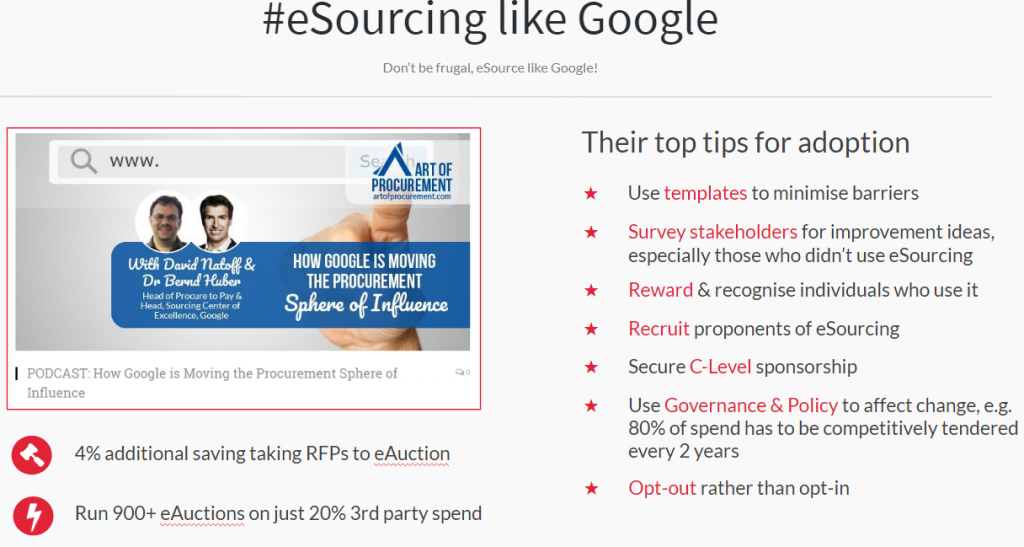 #eSourcing like Google
Don't be frugal, eSource like Google!
www.
Search
ART OF
PROCUREMENT
artofprocurement.com
With David Natoff &
Dr Bernd Huber
Head of Procure to Pay &
Head, Sourcing Center of
Excellence, Google
HOW GOOGLE IS MOVING
THE PROCUREMENT
Sphere of Influence
PODCAST: How Google is Moving the Procurement Sphere of
Influence
0
4% additional saving taking RFPs to eAuction
Run 900+ eAuctions on just 20% 3rd party spend
Their top tips for adoption
Use templates to minimise barriers
Survey stakeholders for improvement ideas,
especially those who didn't use eSourcing
Reward & recognise individuals who use it
Recruit proponents of eSourcing
Secure C-Level sponsorship
Use Governance & Policy to affect change, e.g.
80% of spend has to be competitively tendered
every 2 years
Opt-out rather than opt-in